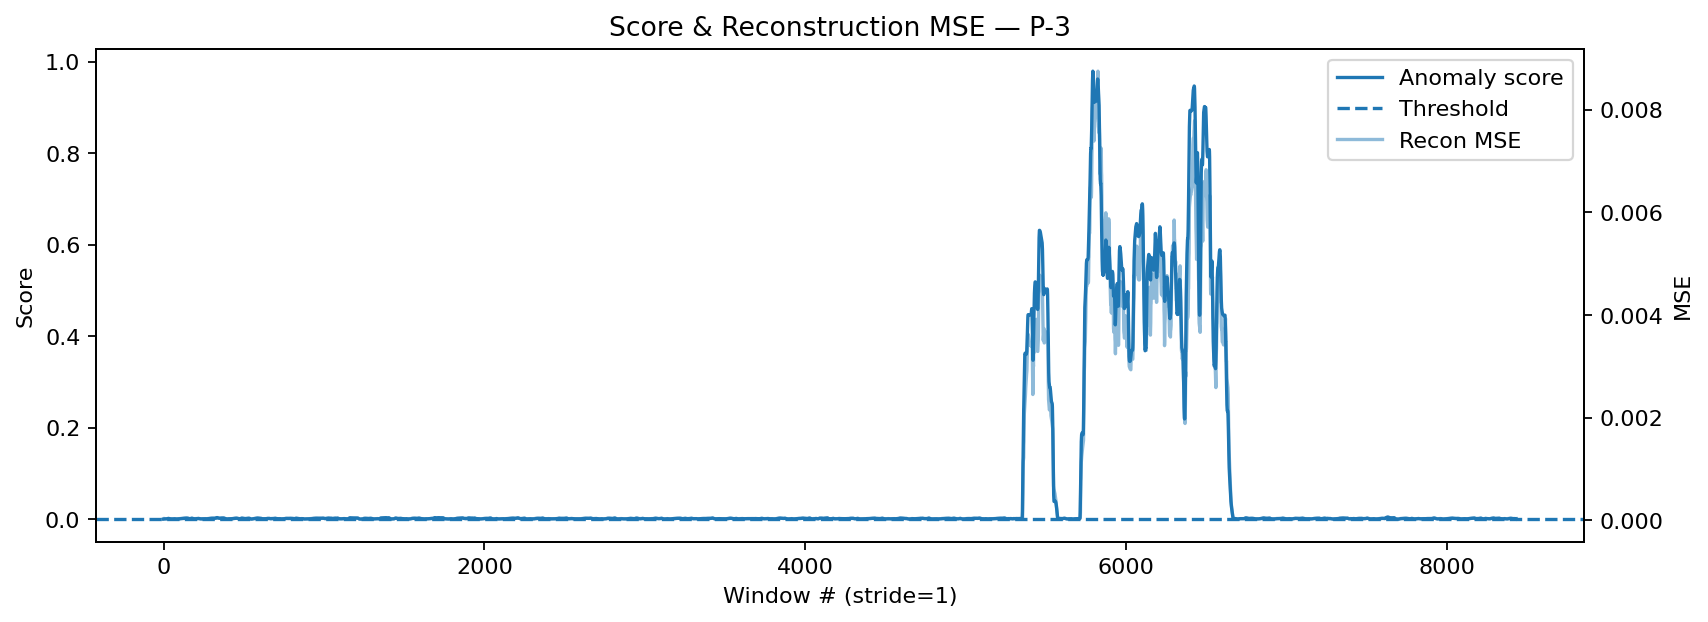 Score & Reconstruction MSE — P-3
Anomaly score
Threshold
Recon MSE
Score
1.0
0.8
0.6
0.4
0.2
0.0
MSE
0.008
0.006
0.004
0.002
0.000
0 2000 4000 6000 8000
Window # (stride=1)